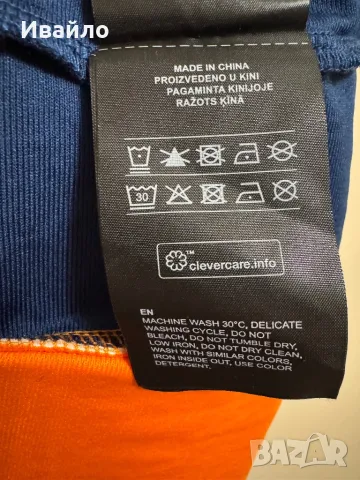 Ивайло
MADE IN CHINA
PROIZVEDENO U KINI
PAGAMINTA KINIJOJE
RAŽOTS ĶĪNĀ
30
clevercare.info™
EN
MACHINE WASH 30°C, DELICATE
WASHING CYCLE, DO NOT
BLEACH, DO NOT TUMBLE DRY,
LOW IRON, DO NOT DRY CLEAN,
WASH WITH SIMILAR COLORS,
IRON INSIDE OUT, USE COLOR
DETERGENT.
BAZAR